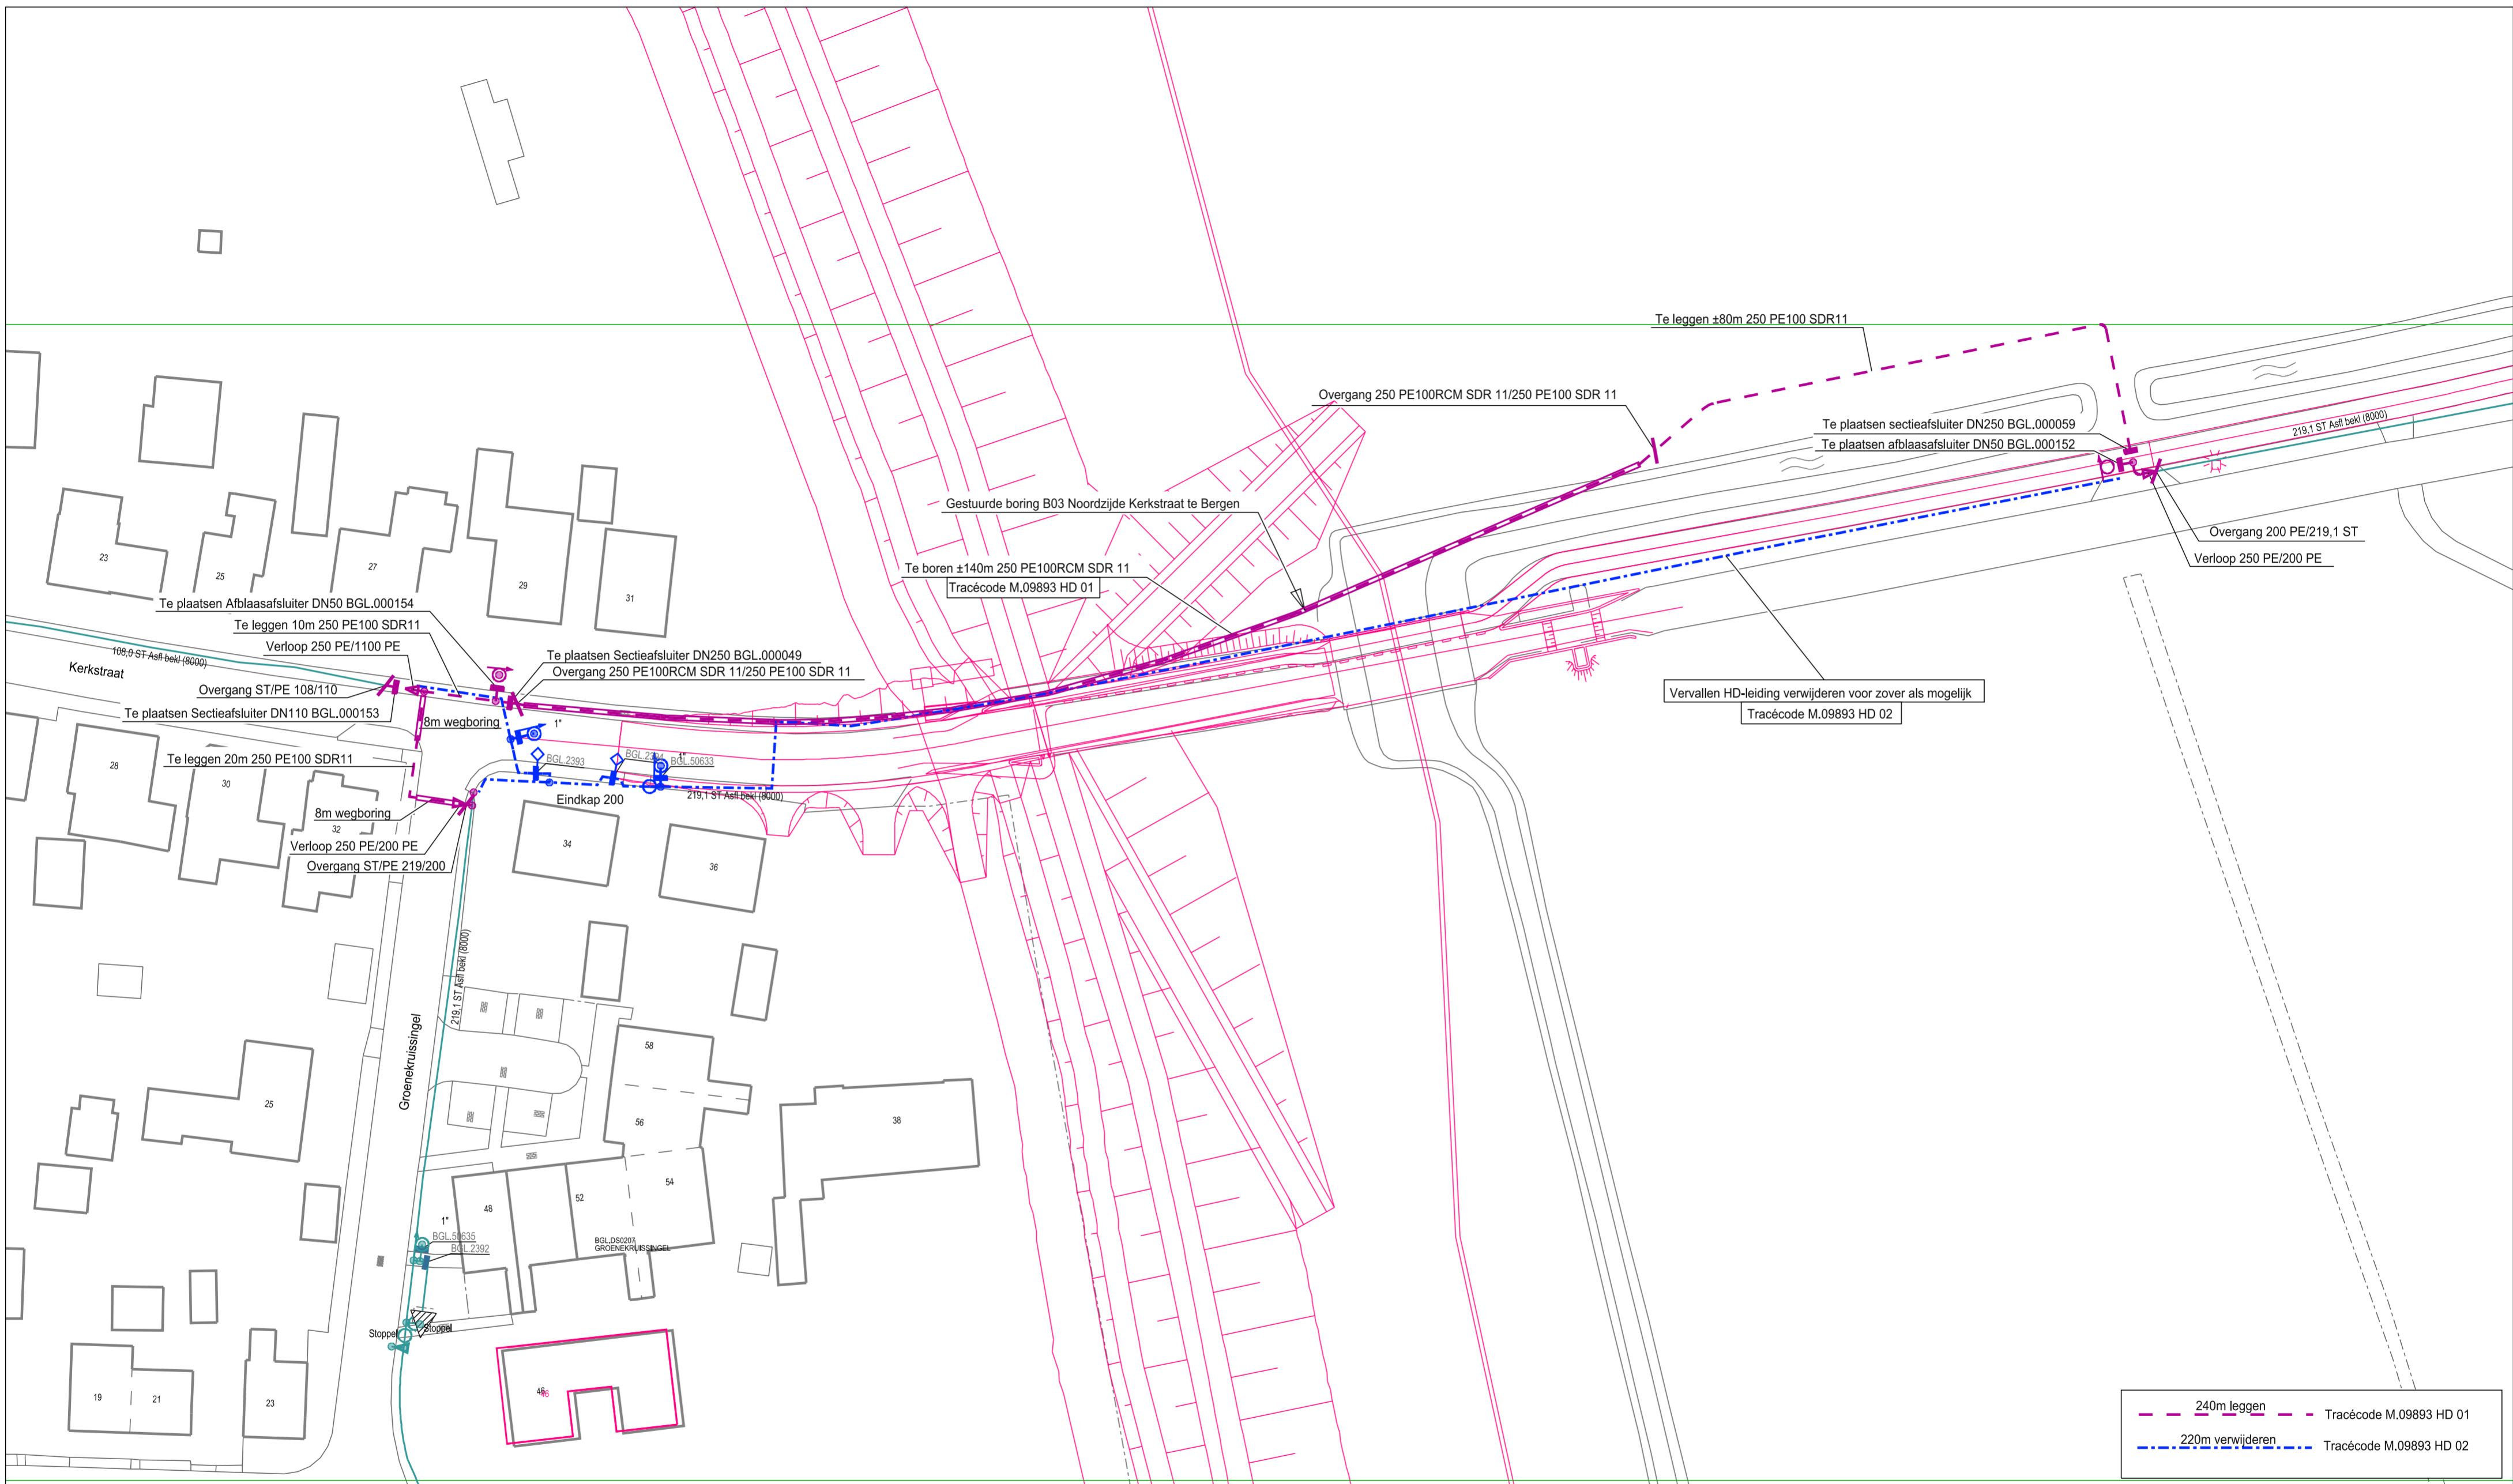 Te leggen ±80m 250 PE100 SDR11
Overgang 250 PE100RCM SDR 11/250 PE100 SDR 11
Te plaatsen sectieafsluiter DN250 BGL.000059
Te plaatsen afblaasafsluiter DN50 BGL.000152
219,1 ST Asfl bekl (8000)
Gestuurde boring B03 Noordzijde Kerkstraat te Bergen
Overgang 200 PE/219,1 ST
Verloop 250 PE/200 PE
Te boren ±140m 250 PE100RCM SDR 11
Tracécode M.09893 HD 01
23
25
27
29
31
Te plaatsen Afblaasafsluiter DN50 BGL.000154
Te leggen 10m 250 PE100 SDR11
Verloop 250 PE/1100 PE
108,0 ST Asfl bekl (8000)
Kerkstraat
Overgang ST/PE 108/110
Te plaatsen Sectieafsluiter DN110 BGL.000153
Te plaatsen Sectieafsluiter DN250 BGL.000049
Overgang 250 PE100RCM SDR 11/250 PE100 SDR 11
Vervallen HD-leiding verwijderen voor zover als mogelijk
Tracécode M.09893 HD 02
8m wegboring
1"
BGL.2393
1"
BGL.50633
Te leggen 20m 250 PE100 SDR11
28
30
32
Eindkap 200
219,1 ST Asfl bekl (8000)
8m wegboring
Verloop 250 PE/200 PE
Overgang ST/PE 219/200
34
36
219,1 ST Asfl bekl (8000)
Groenekruissingel
58
56
54
52
48
38
25
1"
BGL.50635
BGL.2392
BGL.DS0207
GROENEKRUISSINGEL
Stoppel
Stoppel
46
46
19
21
23
240m leggen
Tracécode M.09893 HD 01
220m verwijderen
Tracécode M.09893 HD 02